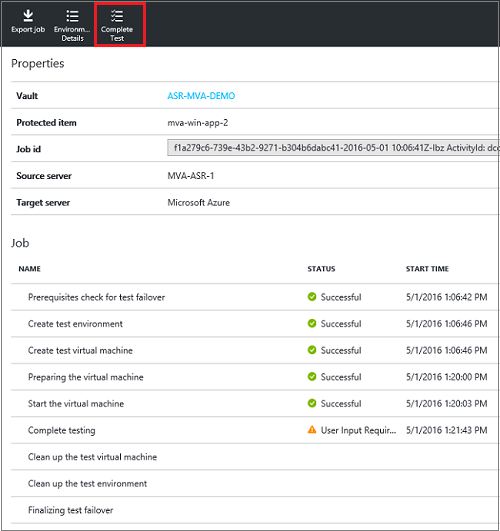 Export job
Environm... Details
Complete Test
Properties
Vault ASR-MVA-DEMO
Protected item mva-win-app-2
Job id f1a279c6-739e-43b2-9271-b304b6dabc41-2016-05-01 10:06:41Z-Ibz ActivityId: dcc
Source server MVA-ASR-1
Target server Microsoft Azure
Job
NAME STATUS START TIME
Prerequisites check for test failover Successful 5/1/2016 1:06:42 PM
Create test environment Successful 5/1/2016 1:06:46 PM
Create test virtual machine Successful 5/1/2016 1:06:46 PM
Preparing the virtual machine Successful 5/1/2016 1:20:00 PM
Start the virtual machine Successful 5/1/2016 1:20:03 PM
Complete testing User Input Requir... 5/1/2016 1:21:43 PM
Clean up the test virtual machine
Clean up the test environment
Finalizing test failover